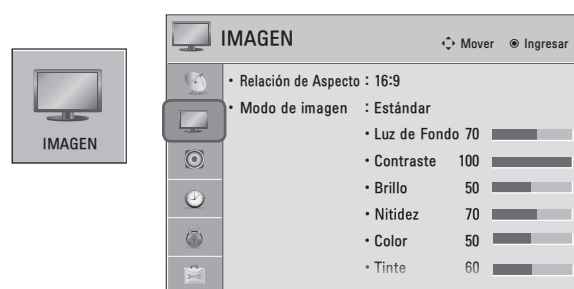 IMAGEN
IMAGEN
Mover Ingresar
• Relación de Aspecto : 16:9
• Modo de imagen : Estándar
• Luz de Fondo 70
• Contraste 100
• Brillo 50
• Nitidez 70
• Color 50
• Tinte 60